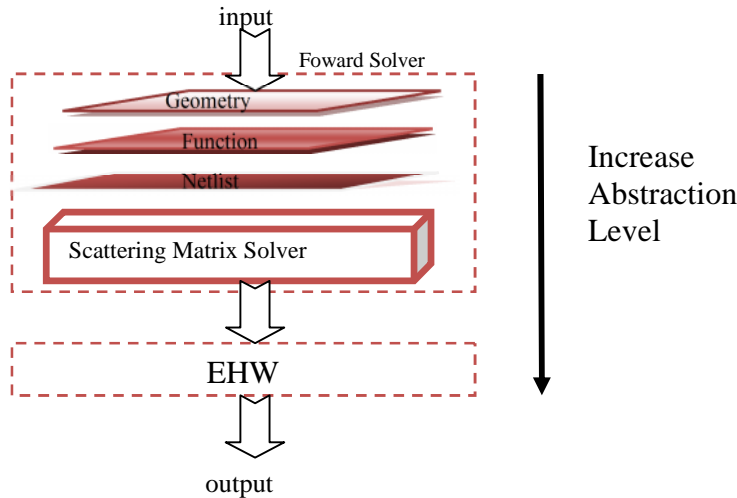 input
Foward Solver
Geometry
Function
Netlist
Scattering Matrix Solver
EHW
output
Increase
Abstraction
Level